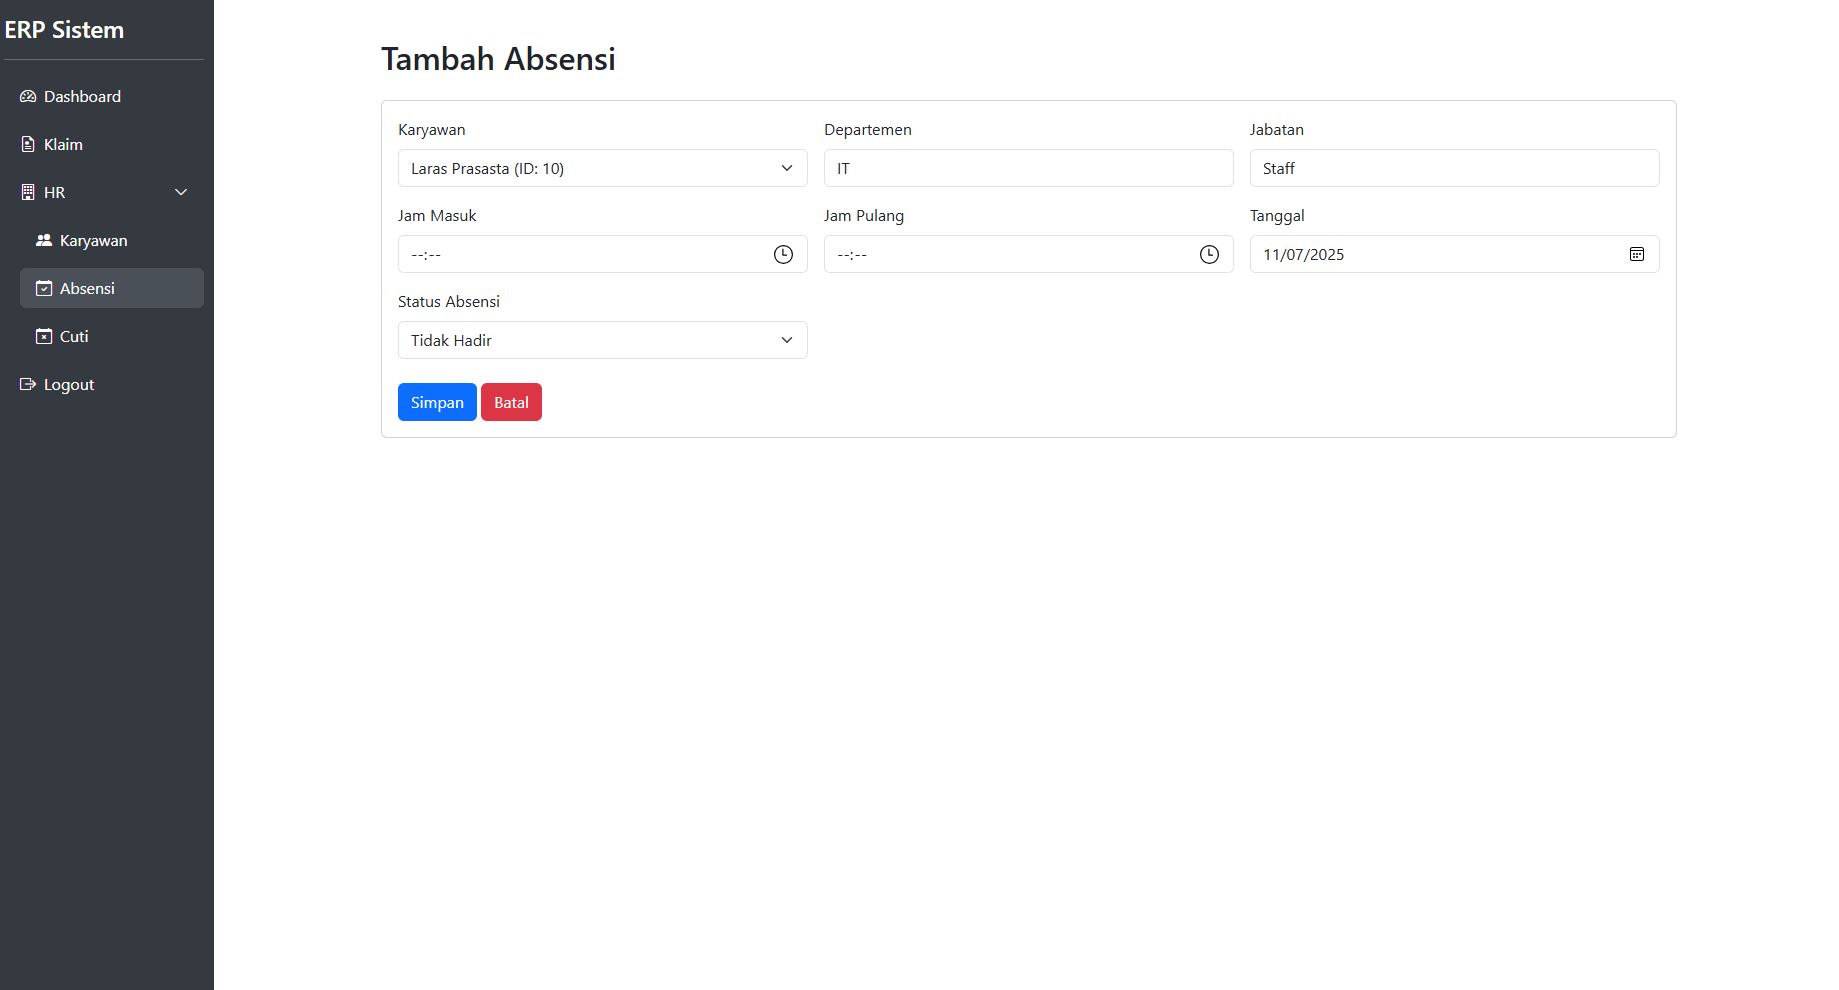 ERP Sistem
Dashboard
Klaim
HR
Karyawan
Absensi
Cuti
Logout
Tambah Absensi
Karyawan Departemen Jabatan
Laras Prasasta (ID: 10) IT Staff
Jam Masuk Jam Pulang Tanggal
--:-- --:-- 11/07/2025
Status Absensi
Tidak Hadir
Simpan Batal